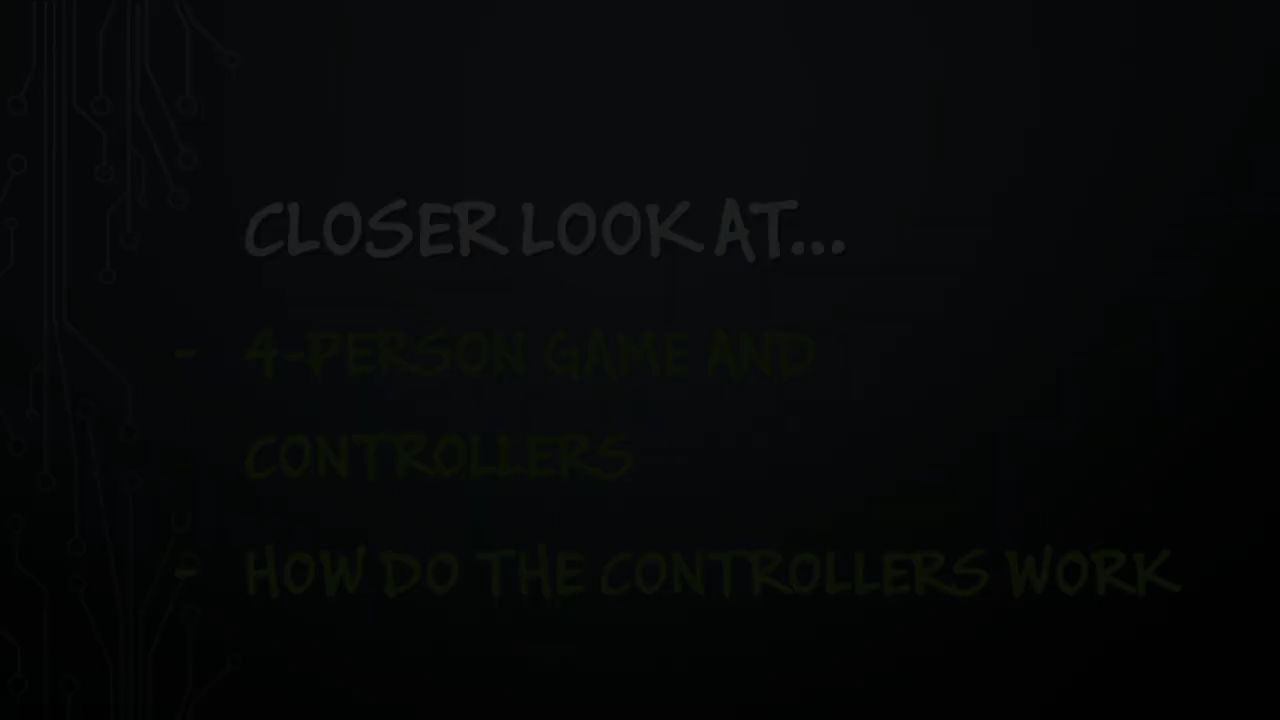 CLOSER LOOK AT...
- 4-PERSON GAME AND
CONTROLLERS
- HOW DO THE CONTROLLERS WORK